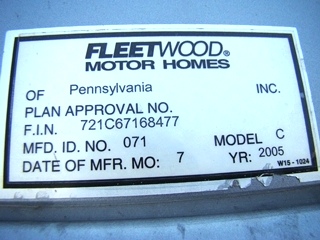 FLEETWOOD®
MOTOR HOMES
OF Pennsylvania INC.
PLAN APPROVAL NO.
F.I.N. 721C67168477
MFD. ID. NO. 071 MODEL C
DATE OF MFR. MO: 7 YR: 2005
W15 - 1024